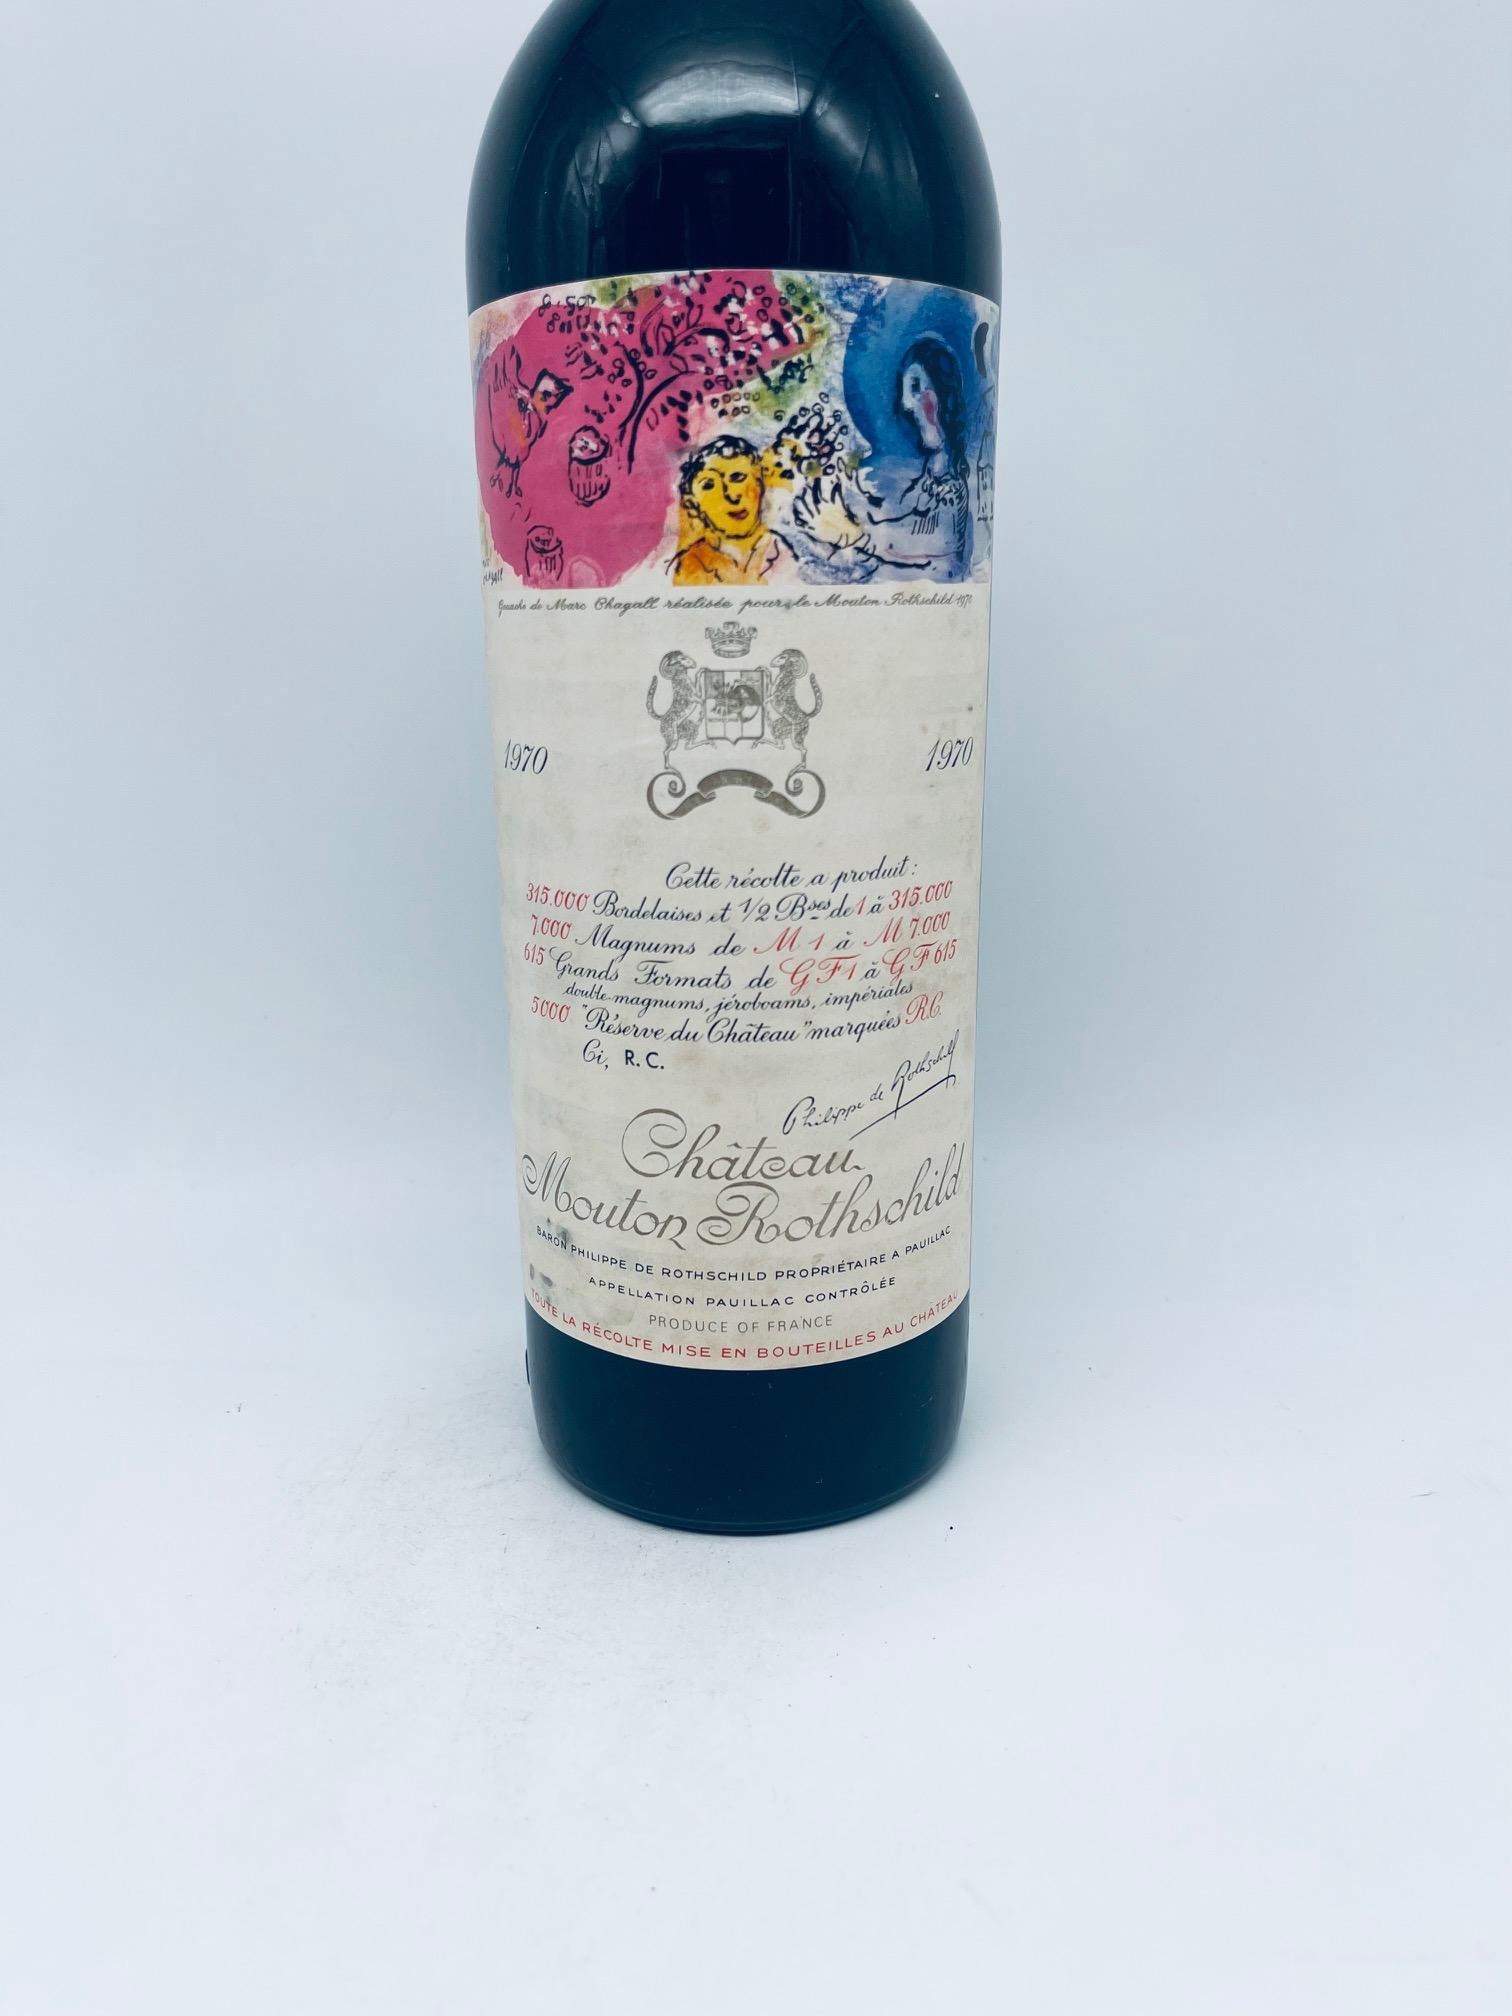 Gouache de Marc Chagall réalisée pour le Mouton Rothschild 1970
1970 1970
Cette récolte a produit :
315.000 Bordelaises et 1/2 Bses de 1 à 315.000
7.000 Magnums de M 1 à M 7.000
615 Grands Formats de G F 1 à G F 615
double-magnums, jéroboams, impériales
5000 "Réserve du Château" marquées R.C.
Ci, R.C.
Philippe de Rothschild
Château
Mouton Rothschild
BARON PHILIPPE DE ROTHSCHILD PROPRIÉTAIRE A PAUILLAC
APPELLATION PAUILLAC CONTRÔLÉE
PRODUCE OF FRANCE
TOUTE LA RÉCOLTE MISE EN BOUTEILLES AU CHÂTEAU